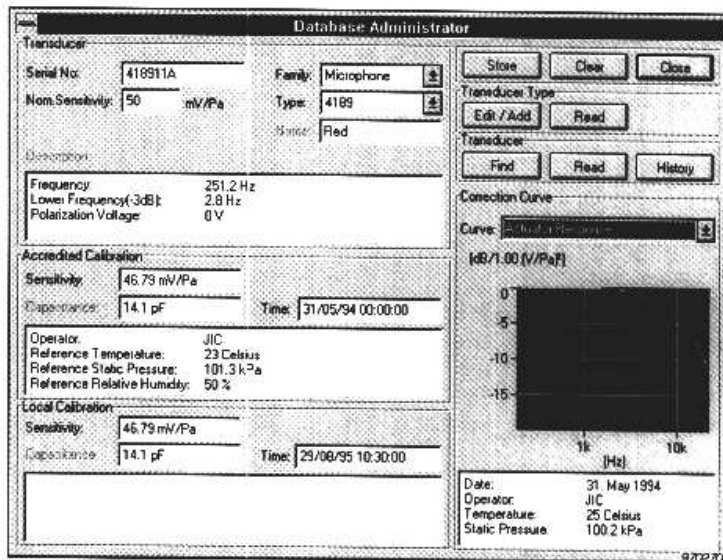 Database Administrator
Transducer
Serial No: 418911A
Family: Microphone
Nom.Sensitivity: 50 mV/Pa
Type: 4189
Name: Red
Description:
Frequency: 251.2 Hz
Lower Frequency(-3dB): 2.8 Hz
Polarization Voltage: 0 V
Accredited Calibration
Sensitivity: 46.79 mV/Pa
Capacitance: 14.1 pF
Time: 31/05/94 00:00:00
Operator: JIC
Reference Temperature: 23 Celsius
Reference Static Pressure: 101.3 kPa
Reference Relative Humidity: 50 %
Local Calibration
Sensitivity: 46.79 mV/Pa
Capacitance: 14.1 pF
Time: 29/08/95 10:30:00
Store Clear Close
Transducer Type
Edit / Add Read
Transducer
Find Read History
Correction Curve
Curve: Actuator Response
[dB/1.00 (V/Pa)²]
0
-5
-10
-15
1k 10k
[Hz]
Date: 31. May 1994
Operator: JIC
Temperature: 25 Celsius
Static Pressure: 100.2 kPa